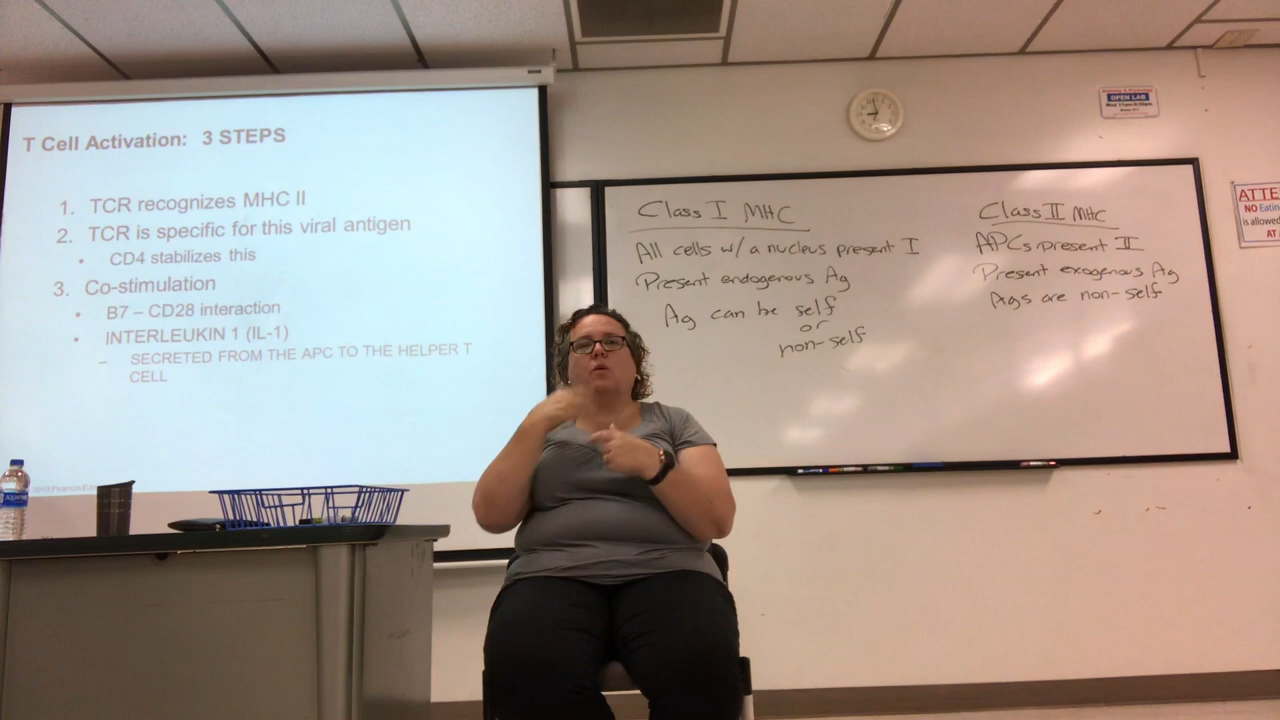 T Cell Activation: 3 STEPS
1. TCR recognizes MHC II
2. TCR is specific for this viral antigen
• CD4 stabilizes this
3. Co-stimulation
• B7 – CD28 interaction
• INTERLEUKIN 1 (IL-1)
– SECRETED FROM THE APC TO THE HELPER T
CELL
Class I MHC
All cells w/ a nucleus present I
Present endogenous Ag
Ag can be self
or
non-self
Class II MHC
APCs present II
Present exogenous Ag
Ags are non-self
OPEN LAB
ATTE
NO Eatin
is allowed
AT